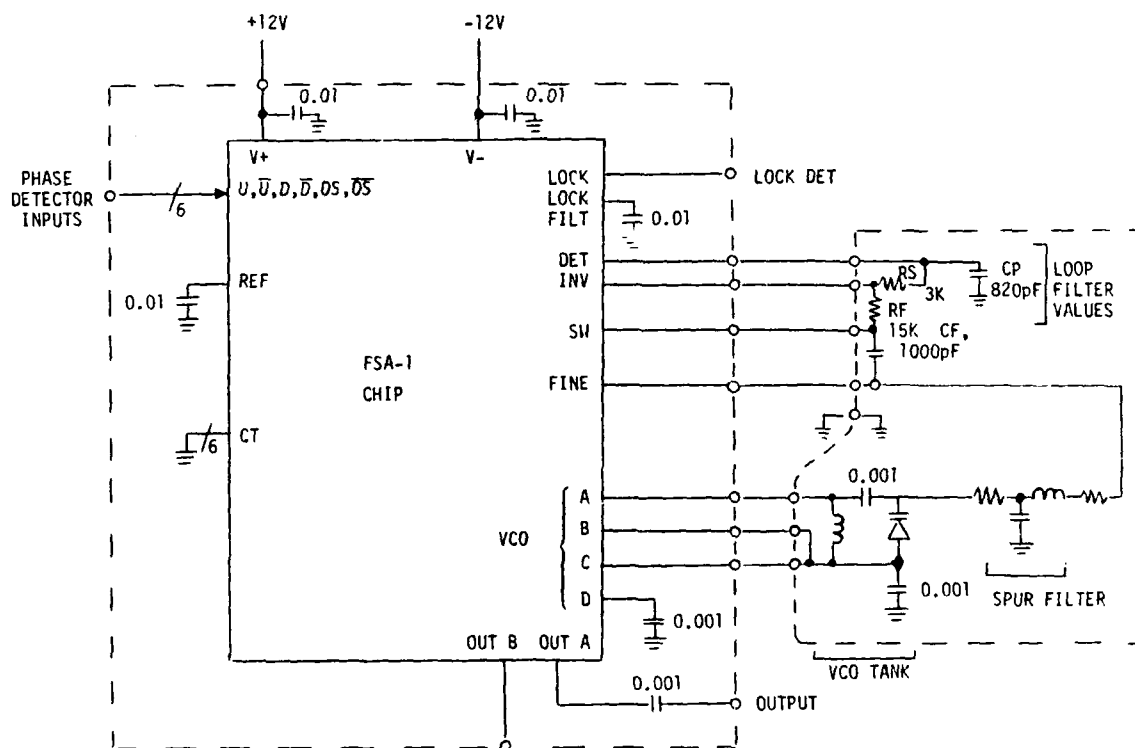 +12V
-12V
0.01
0.01
V+
V-
PHASE
DETECTOR
INPUTS
6
U,U̅,D,D̅,DS,D̅S̅
LOCK
LOCK DET
LOCK
FILT
0.01
DET
INV
RS
3K
CP
820pF
LOOP
FILTER
VALUES
REF
0.01
RF
15K
CF,
1000pF
SW
FINE
FSA-1
CHIP
6
CT
VCO
A
B
C
D
0.001
0.001
0.001
SPUR FILTER
OUT B
OUT A
VCO TANK
0.001
OUTPUT